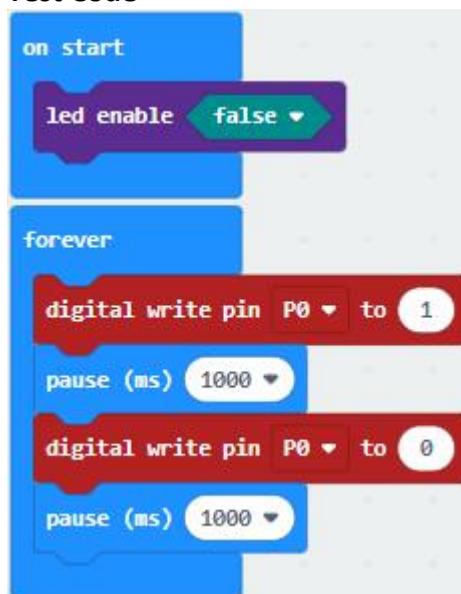 Test Code
on start
led enable false
forever
digital write pin P0 to 1
pause (ms) 1000
digital write pin P0 to 0
pause (ms) 1000